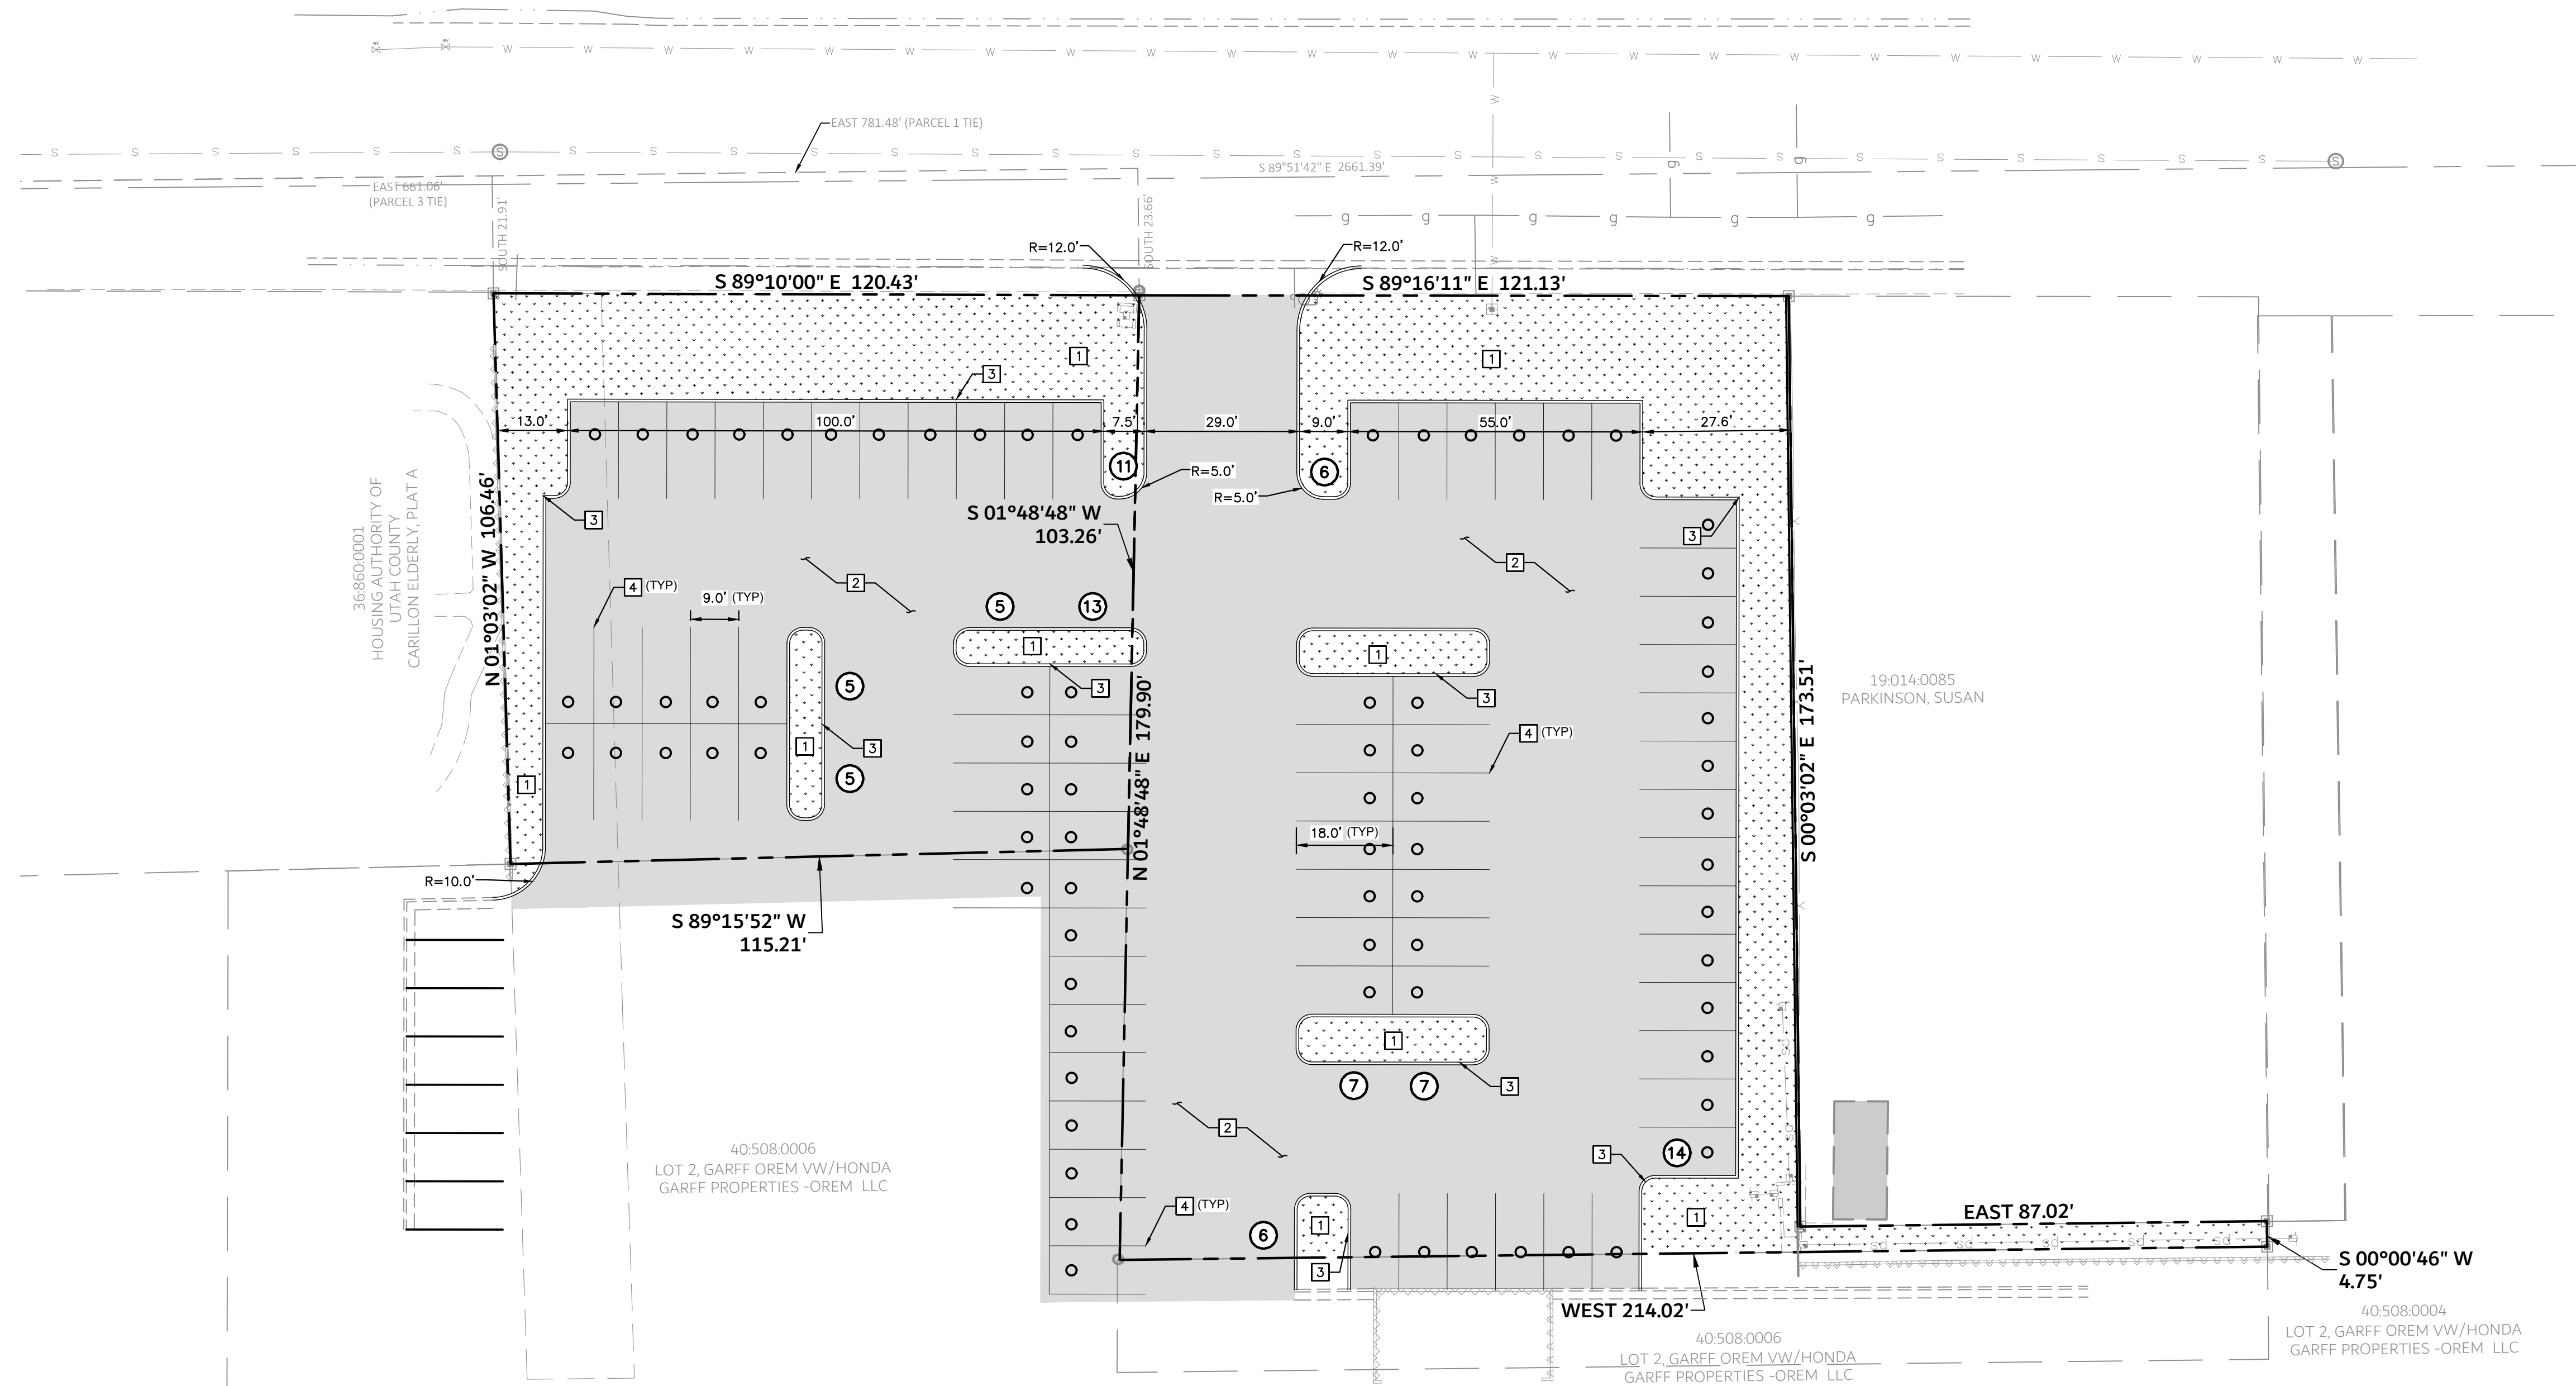 wv
wv
W W W W W W W W W W W W W W W W W W W W W W W W
W
EAST 781.48' (PARCEL 1 TIE)
S S S S S S S S S S S S S S S S S S S S S S S S S S S S S S
S 89°51'42" E 2661.39'
g
g
W
EAST 661.06'
(PARCEL 3 TIE)
SOUTH 21.91'
SOUTH 23.66'
g g g g g g
R=12.0'
R=12.0'
W
S 89°10'00" E 120.43'
S 89°16'11" E 121.13'
1
1
3
13.0'
100.0'
7.5'
29.0'
9.0'
55.0'
27.6'
11
6
R=5.0'
R=5.0'
N 01°03'02" W 106.46'
36:860:0001
HOUSING AUTHORITY OF
UTAH COUNTY
CARILLON ELDERLY, PLAT A
3
S 01°48'48" W
103.26'
3
2
2
4 (TYP)
9.0' (TYP)
5
13
1
1
5
3
3
N 01°48'48" E 179.90'
S 00°03'02" E 173.51'
19:014:0085
PARKINSON, SUSAN
4 (TYP)
1
3
5
1
18.0' (TYP)
R=10.0'
S 89°15'52" W
115.21'
1
7
7
3
sd
sd
2
40:508:0006
LOT 2, GARFF OREM VW/HONDA
GARFF PROPERTIES -OREM LLC
3
14
4 (TYP)
6
1
1
EAST 87.02'
sd sd sd sd sd
3
S 00°00'46" W
4.75'
WEST 214.02'
40:508:0004
LOT 2, GARFF OREM VW/HONDA
GARFF PROPERTIES -OREM LLC
40:508:0006
LOT 2, GARFF OREM VW/HONDA
GARFF PROPERTIES -OREM LLC